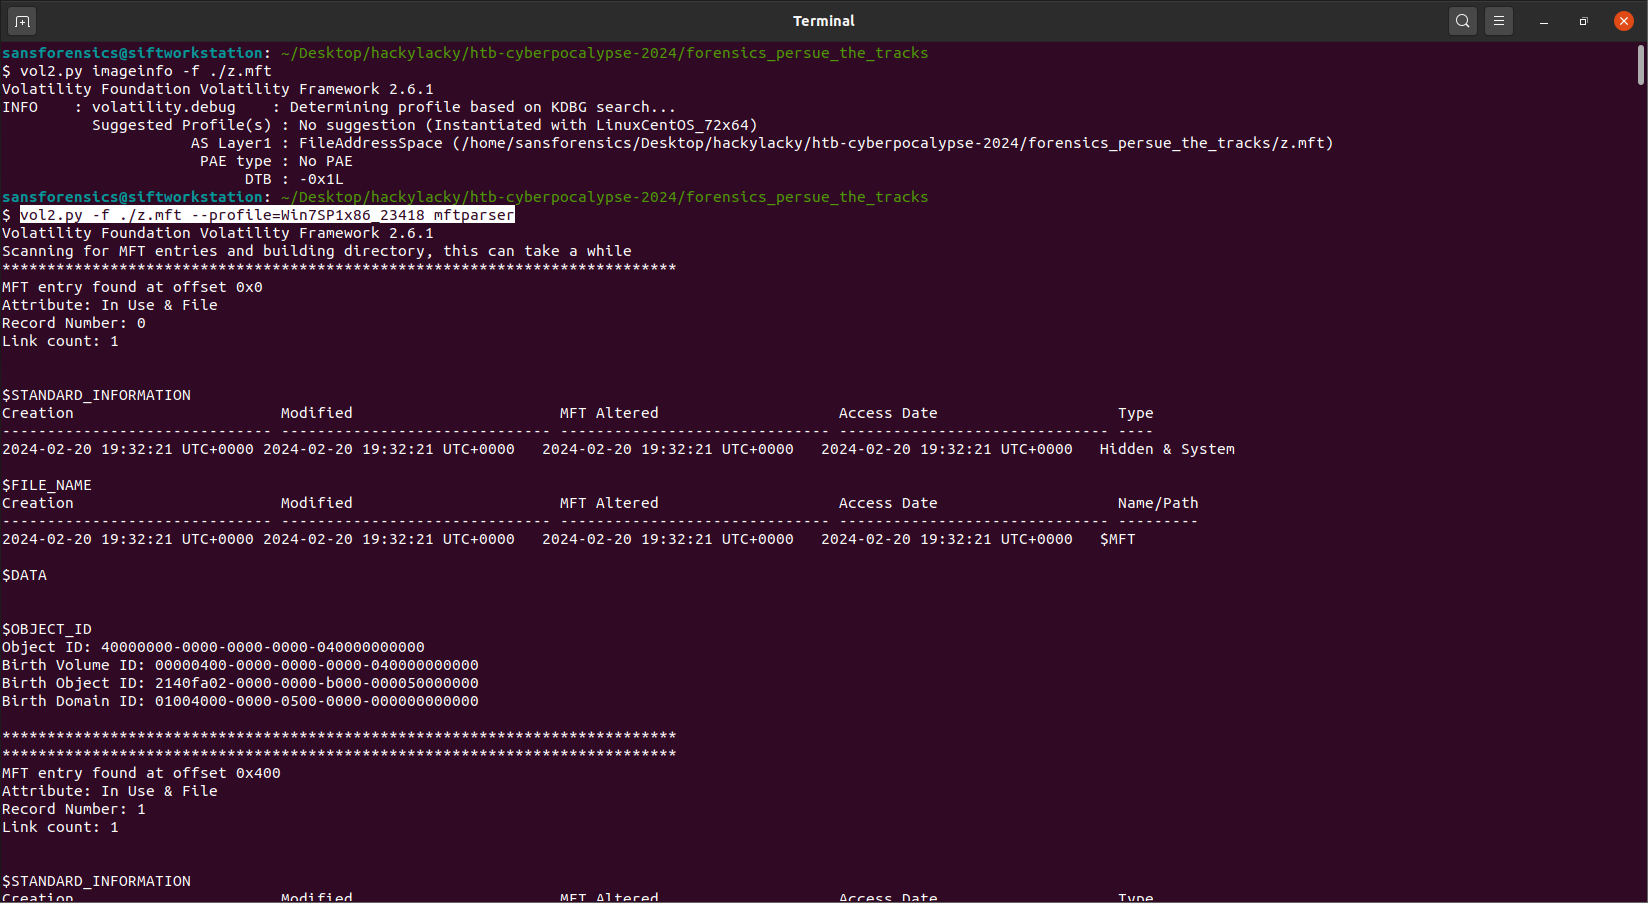 Terminal
sansforensics@siftworkstation: ~/Desktop/hackylacky/htb-cyberpocalypse-2024/forensics_persue_the_tracks
$ vol2.py imageinfo -f ./z.mft
Volatility Foundation Volatility Framework 2.6.1
INFO    : volatility.debug    : Determining profile based on KDBG search...
          Suggested Profile(s) : No suggestion (Instantiated with LinuxCentOS_72x64)
                     AS Layer1 : FileAddressSpace (/home/sansforensics/Desktop/hackylacky/htb-cyberpocalypse-2024/forensics_persue_the_tracks/z.mft)
                      PAE type : No PAE
                           DTB : -0x1L
sansforensics@siftworkstation: ~/Desktop/hackylacky/htb-cyberpocalypse-2024/forensics_persue_the_tracks
$ vol2.py -f ./z.mft --profile=Win7SP1x86_23418 mftparser
Volatility Foundation Volatility Framework 2.6.1
Scanning for MFT entries and building directory, this can take a while
***************************************************************************
MFT entry found at offset 0x0
Attribute: In Use & File
Record Number: 0
Link count: 1
$STANDARD_INFORMATION
Creation                       Modified                       MFT Altered                    Access Date                    Type
------------------------------ ------------------------------ ------------------------------ ------------------------------ ----
2024-02-20 19:32:21 UTC+0000 2024-02-20 19:32:21 UTC+0000   2024-02-20 19:32:21 UTC+0000   2024-02-20 19:32:21 UTC+0000   Hidden & System
$FILE_NAME
Creation                       Modified                       MFT Altered                    Access Date                    Name/Path
------------------------------ ------------------------------ ------------------------------ ------------------------------ ---------
2024-02-20 19:32:21 UTC+0000 2024-02-20 19:32:21 UTC+0000   2024-02-20 19:32:21 UTC+0000   2024-02-20 19:32:21 UTC+0000   $MFT
$DATA
$OBJECT_ID
Object ID: 40000000-0000-0000-0000-040000000000
Birth Volume ID: 00000400-0000-0000-0000-040000000000
Birth Object ID: 2140fa02-0000-0000-b000-000050000000
Birth Domain ID: 01004000-0000-0500-0000-000000000000
***************************************************************************
***************************************************************************
MFT entry found at offset 0x400
Attribute: In Use & File
Record Number: 1
Link count: 1
$STANDARD_INFORMATION
Creation                       Modified                       MFT Altered                    Access Date                    Type